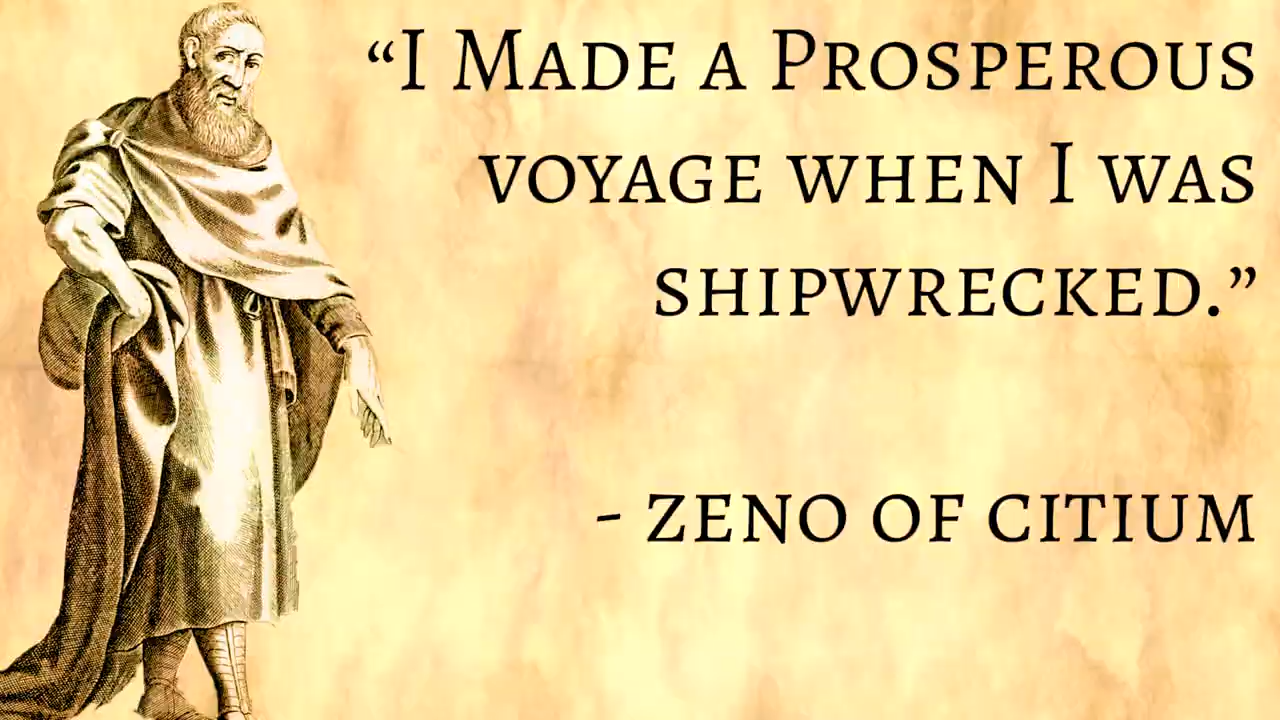 “I Made a Prosperous
voyage when I was
shipwrecked.”
- zeno of citium